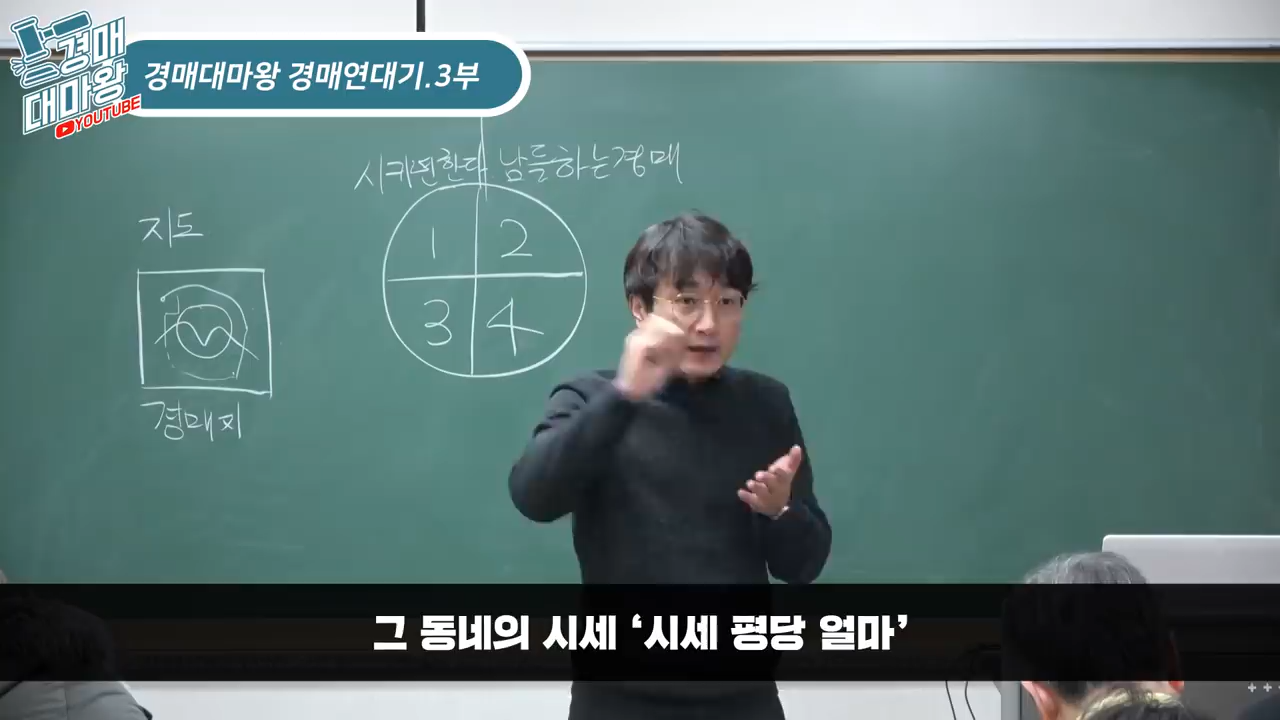 경매
대마왕
YOUTUBE
경매대마왕 경매연대기.3부
시키면한다 남들하는경매
지도
1 2
3 4
경매지
그 동네의 시세 ‘시세 평당 얼마’